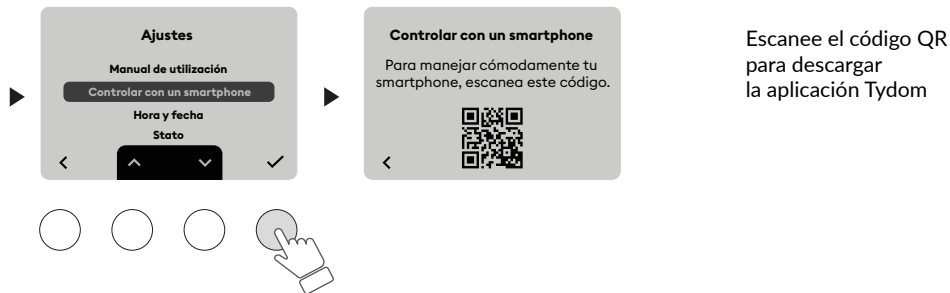 Ajustes
Manual de utilización
Controlar con un smartphone
Hora y fecha
Stato
Controlar con un smartphone
Para manejar cómodamente tu
smartphone, escanea este código.
Escanee el código QR
para descargar
la aplicación Tydom